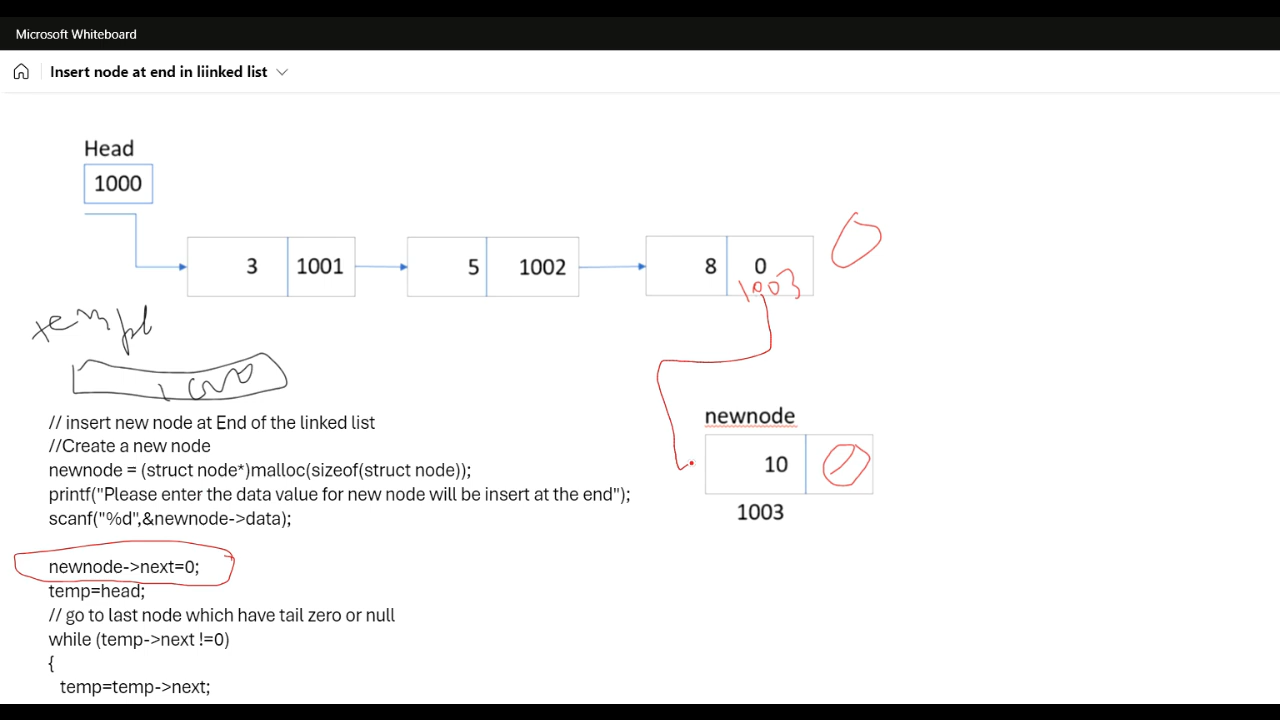 Microsoft Whiteboard
Insert node at end in liinked list
Head
1000
3 1001 5 1002 8 0
1003
temp
1000
newnode
10 0
1003
// insert new node at End of the linked list
//Create a new node
newnode = (struct node*)malloc(sizeof(struct node));
printf("Please enter the data value for new node will be insert at the end");
scanf("%d",&newnode->data);
newnode->next=0;
temp=head;
// go to last node which have tail zero or null
while (temp->next !=0)
{
temp=temp->next;